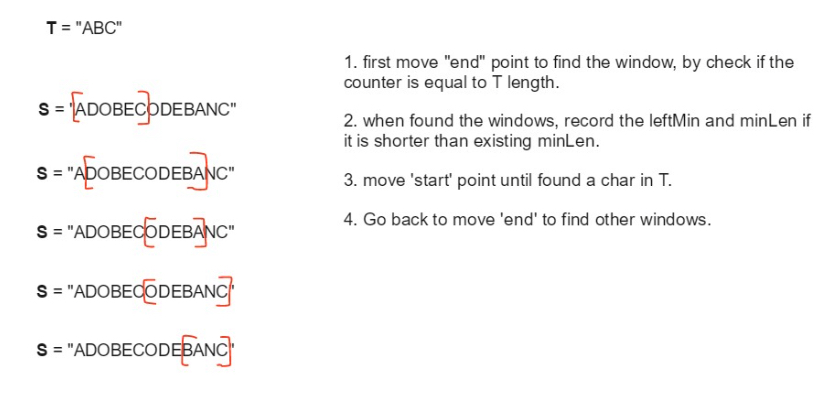 T = "ABC"
S = "ADOBECODEBANC"
S = "ADOBECODEBANC"
S = "ADOBECODEBANC"
S = "ADOBECODEBANC"
S = "ADOBECODEBANC"
1. first move "end" point to find the window, by check if the
counter is equal to T length.
2. when found the windows, record the leftMin and minLen if
it is shorter than existing minLen.
3. move 'start' point until found a char in T.
4. Go back to move 'end' to find other windows.